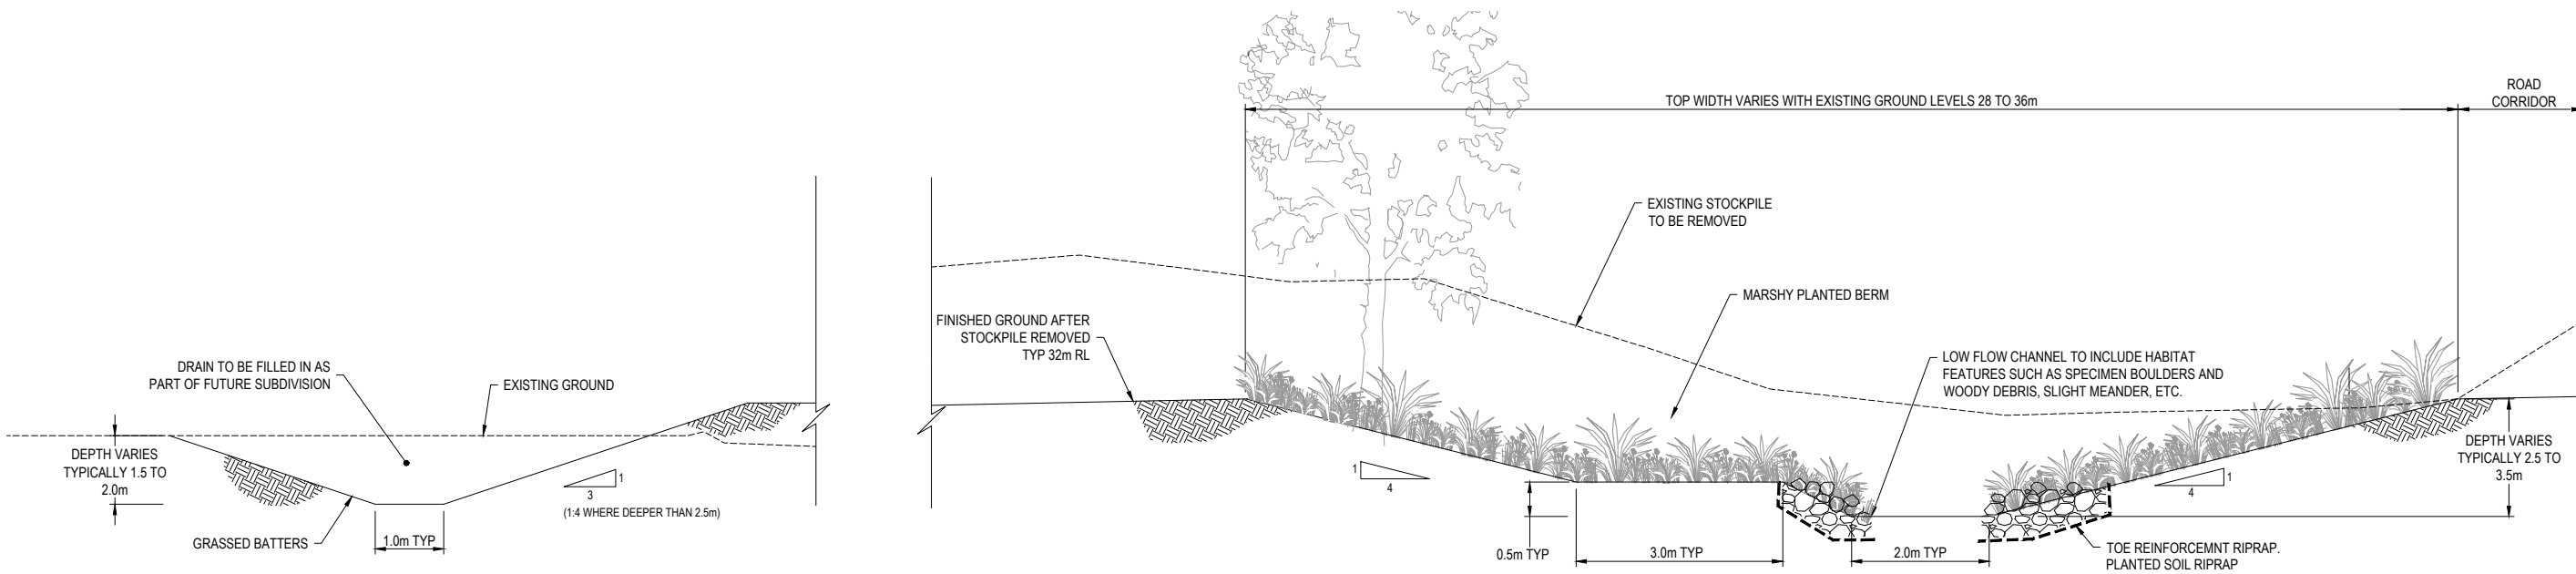 DRAIN TO BE FILLED IN AS
PART OF FUTURE SUBDIVISION
EXISTING GROUND
DEPTH VARIES
TYPICALLY 1.5 TO
2.0m
GRASSED BATTERS
1.0m TYP
1
3
(1:4 WHERE DEEPER THAN 2.5m)
TOP WIDTH VARIES WITH EXISTING GROUND LEVELS 28 TO 36m
ROAD
CORRIDOR
EXISTING STOCKPILE
TO BE REMOVED
MARSHY PLANTED BERM
FINISHED GROUND AFTER
STOCKPILE REMOVED
TYP 32m RL
LOW FLOW CHANNEL TO INCLUDE HABITAT
FEATURES SUCH AS SPECIMEN BOULDERS AND
WOODY DEBRIS, SLIGHT MEANDER, ETC.
1
4
0.5m TYP
3.0m TYP
2.0m TYP
1
4
DEPTH VARIES
TYPICALLY 2.5 TO
3.5m
TOE REINFORCEMNT RIPRAP.
PLANTED SOIL RIPRAP